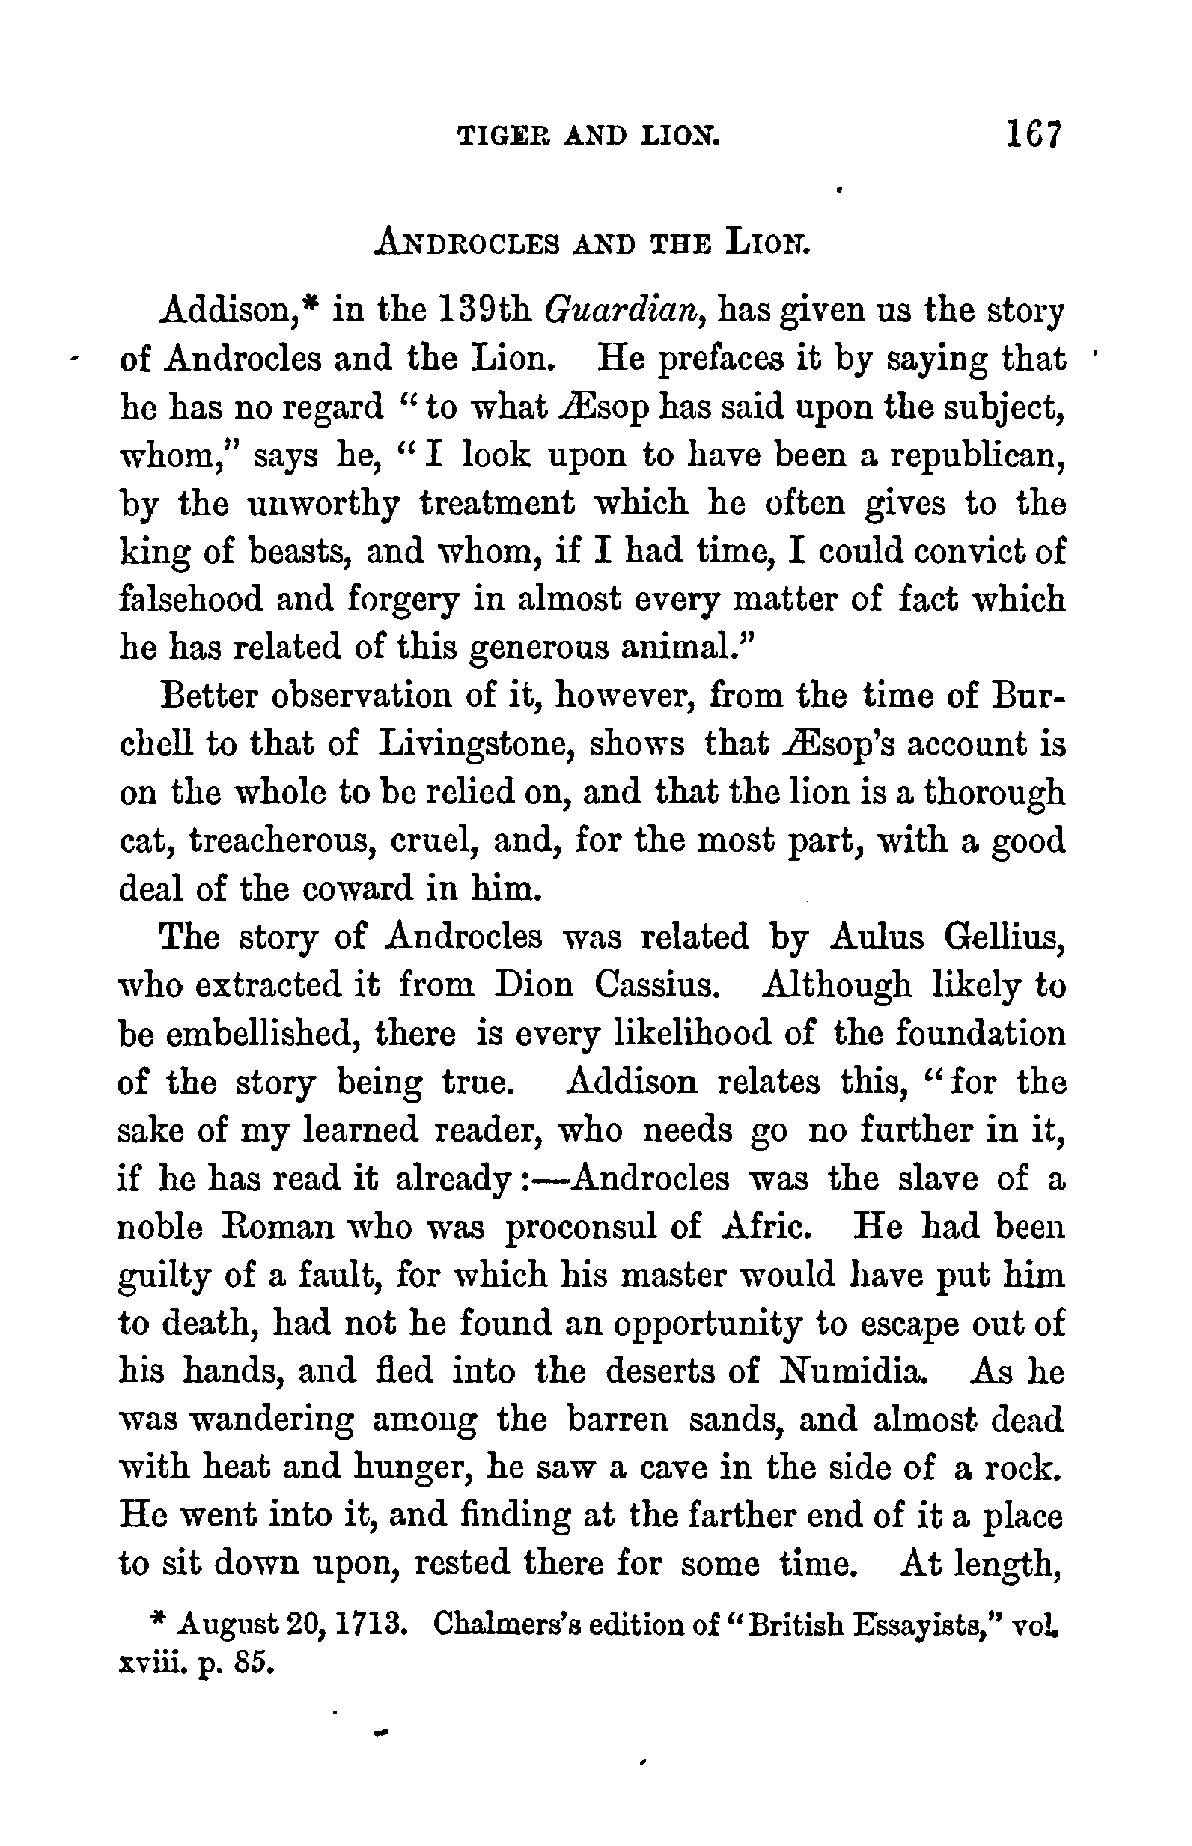 TIGER AND LION. 167
ANDROCLES AND THE LION.
Addison,* in the 139th Guardian, has given us the story
of Androcles and the Lion. He prefaces it by saying that
he has no regard “to what Æsop has said upon the subject,
whom,” says he, “I look upon to have been a republican,
by the unworthy treatment which he often gives to the
king of beasts, and whom, if I had time, I could convict of
falsehood and forgery in almost every matter of fact which
he has related of this generous animal.”
Better observation of it, however, from the time of Bur-
chell to that of Livingstone, shows that Æsop’s account is
on the whole to be relied on, and that the lion is a thorough
cat, treacherous, cruel, and, for the most part, with a good
deal of the coward in him.
The story of Androcles was related by Aulus Gellius,
who extracted it from Dion Cassius. Although likely to
be embellished, there is every likelihood of the foundation
of the story being true. Addison relates this, “for the
sake of my learned reader, who needs go no further in it,
if he has read it already:—Androcles was the slave of a
noble Roman who was proconsul of Afric. He had been
guilty of a fault, for which his master would have put him
to death, had not he found an opportunity to escape out of
his hands, and fled into the deserts of Numidia. As he
was wandering among the barren sands, and almost dead
with heat and hunger, he saw a cave in the side of a rock.
He went into it, and finding at the farther end of it a place
to sit down upon, rested there for some time. At length,
* August 20, 1713. Chalmers’s edition of “British Essayists,” vol.
xviii. p. 85.